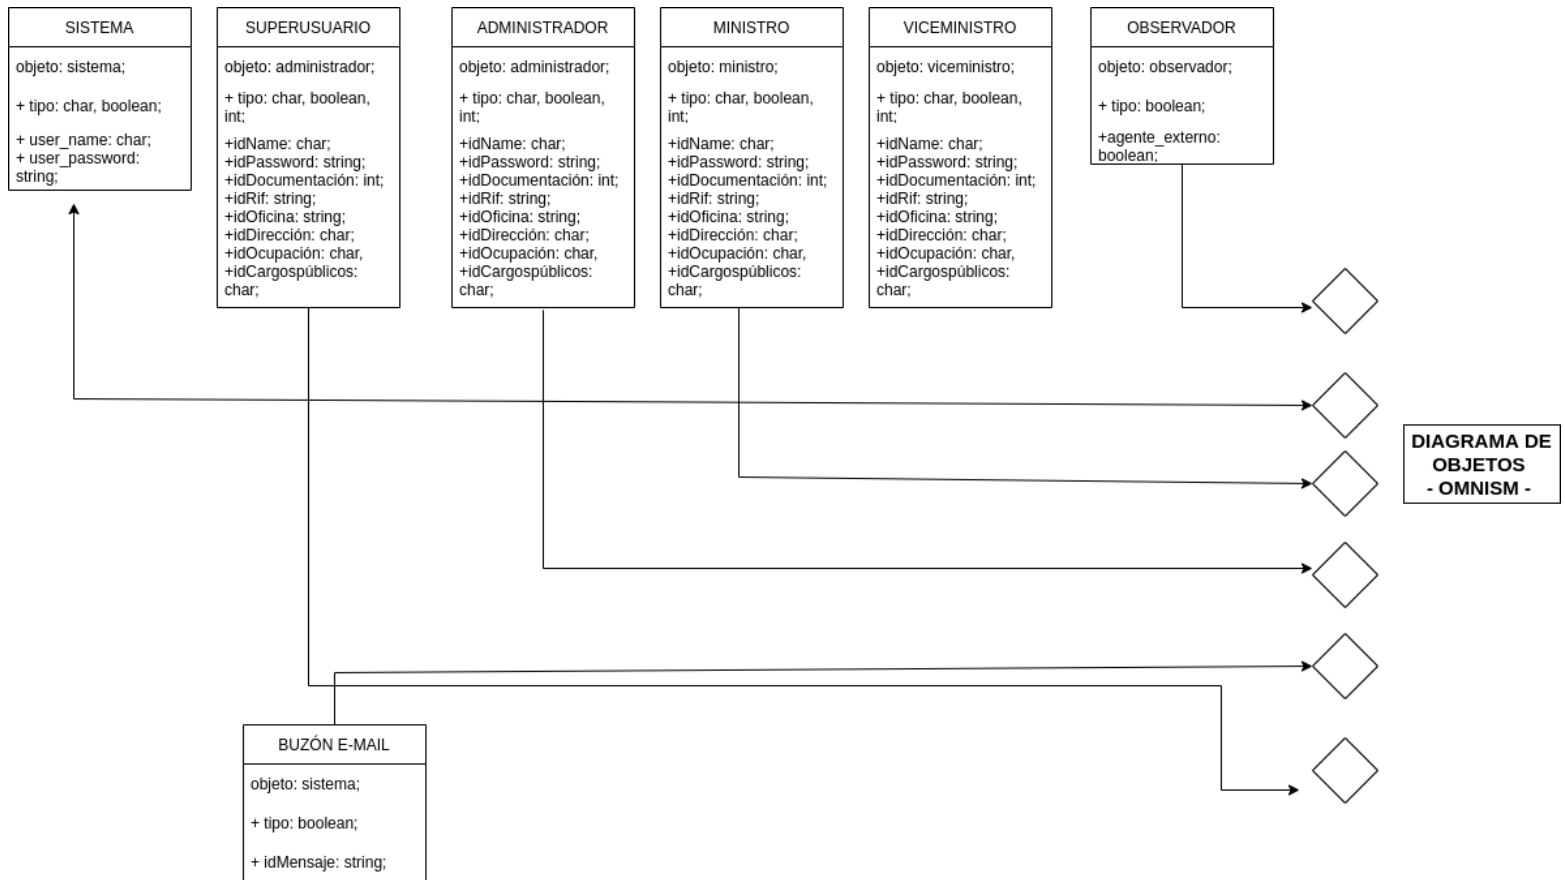 SISTEMA
objeto: sistema;
+ tipo: char, boolean;
+ user_name: char;
+ user_password:
string;
SUPERUSUARIO
objeto: administrador;
+ tipo: char, boolean,
int;
+idName: char;
+idPassword: string;
+idDocumentación: int;
+idRif: string;
+idOficina: string;
+idDirección: char;
+idOcupación: char,
+idCargospúblicos:
char;
ADMINISTRADOR
objeto: administrador;
+ tipo: char, boolean,
int;
+idName: char;
+idPassword: string;
+idDocumentación: int;
+idRif: string;
+idOficina: string;
+idDirección: char;
+idOcupación: char,
+idCargospúblicos:
char;
MINISTRO
objeto: ministro;
+ tipo: char, boolean,
int;
+idName: char;
+idPassword: string;
+idDocumentación: int;
+idRif: string;
+idOficina: string;
+idDirección: char;
+idOcupación: char,
+idCargospúblicos:
char;
VICEMINISTRO
objeto: viceministro;
+ tipo: char, boolean,
int;
+idName: char;
+idPassword: string;
+idDocumentación: int;
+idRif: string;
+idOficina: string;
+idDirección: char;
+idOcupación: char,
+idCargospúblicos:
char;
OBSERVADOR
objeto: observador;
+ tipo: boolean;
+agente_externo:
boolean;
DIAGRAMA DE
OBJETOS
- OMNISM -
BUZÓN E-MAIL
objeto: sistema;
+ tipo: boolean;
+ idMensaje: string;